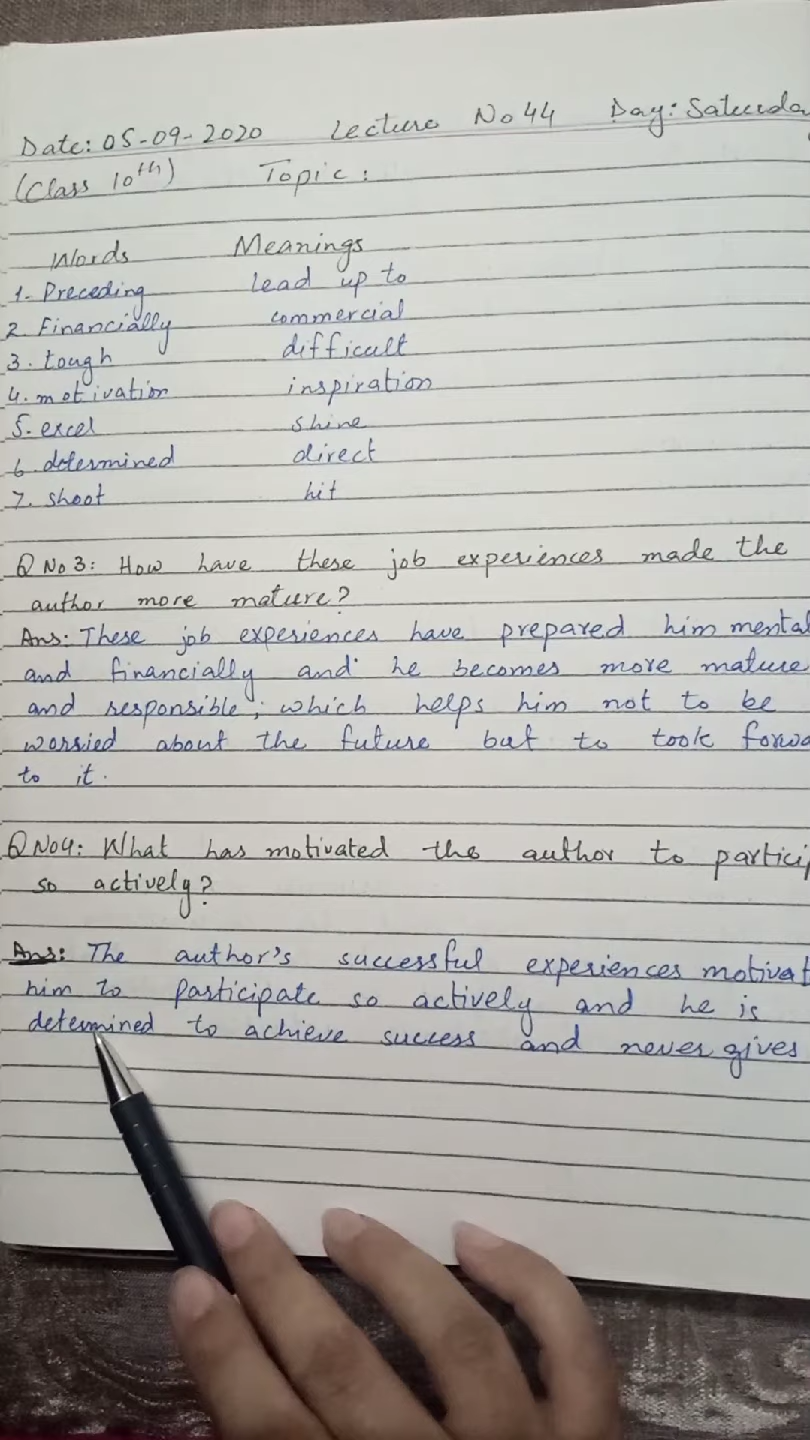 Date: 05-09-2020 Lecture No 44 Day: Saturda
(Class 10th) Topic:
Words Meanings
1. Preceding lead up to
2. Financially commercial
3. tough difficult
4. motivation inspiration
5. excel shine
6. determined direct
7. shoot hit
Q No 3: How have these job experiences made the
author more mature?
Ans: These job experiences have prepared him mental
and financially and he becomes more mature
and responsible, which helps him not to be
worried about the future but to took forwa
to it.
Q No4: What has motivated the author to particip
so actively?
Ans: The author's successful experiences motivat
him to participate so actively and he is
determined to achieve success and never gives